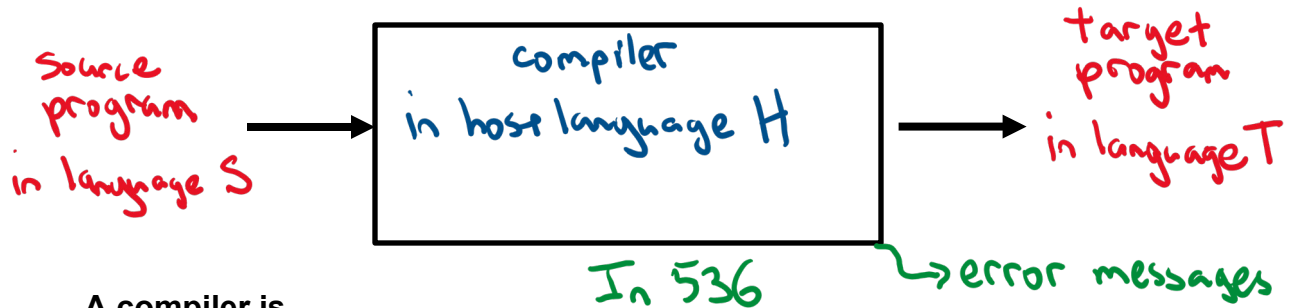 source
program
in language S
compiler
in host language H
target
program
in language T
In 536
error messages
A compiler is